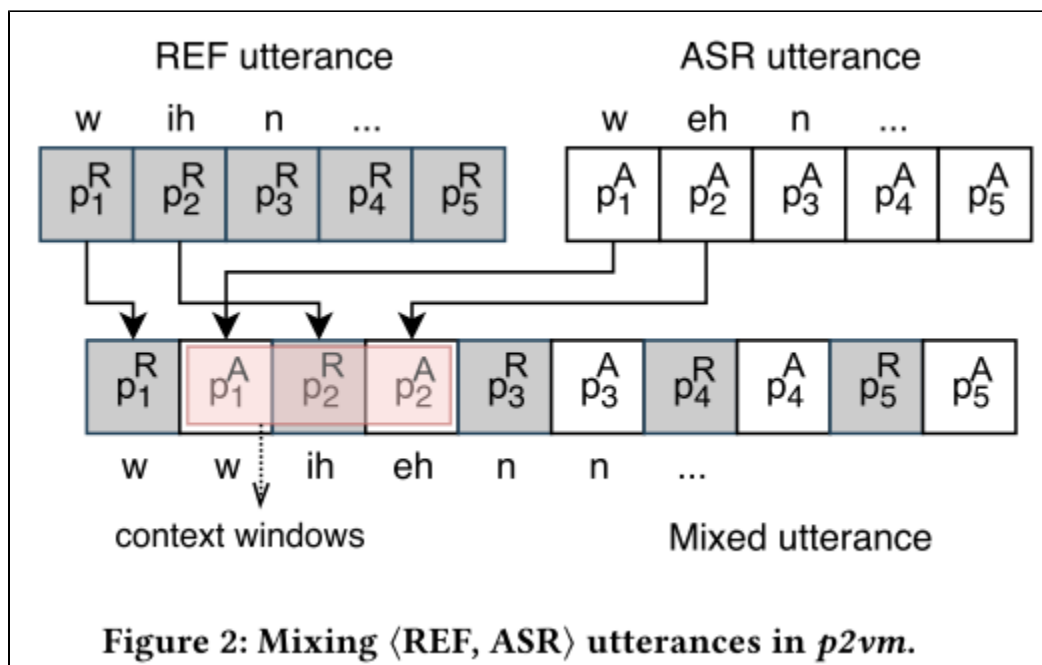 REF utterance ASR utterance
w ih n ... w eh n ...
p₁ᴿ p₂ᴿ p₃ᴿ p₄ᴿ p₅ᴿ p₁ᴬ p₂ᴬ p₃ᴬ p₄ᴬ p₅ᴬ
p₁ᴿ p₁ᴬ p₂ᴿ p₂ᴬ p₃ᴿ p₃ᴬ p₄ᴿ p₄ᴬ p₅ᴿ p₅ᴬ
w w ih eh n n ...
context windows Mixed utterance
Figure 2: Mixing ⟨REF, ASR⟩ utterances in p2vm.